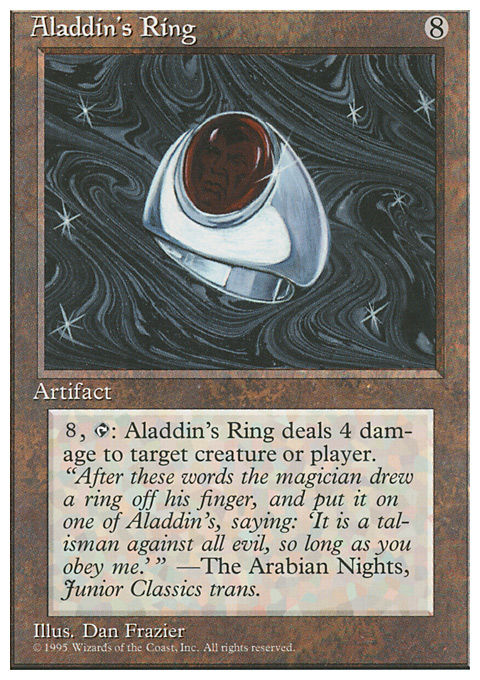 Aladdin's Ring 8
Artifact
8, : Aladdin's Ring deals 4 dam-
age to target creature or player.
"After these words the magician drew
a ring off his finger, and put it on
one of Aladdin's, saying: 'It is a tal-
isman against all evil, so long as you
obey me.' " —The Arabian Nights,
Junior Classics trans.
Illus. Dan Frazier
© 1995 Wizards of the Coast, Inc. All rights reserved.